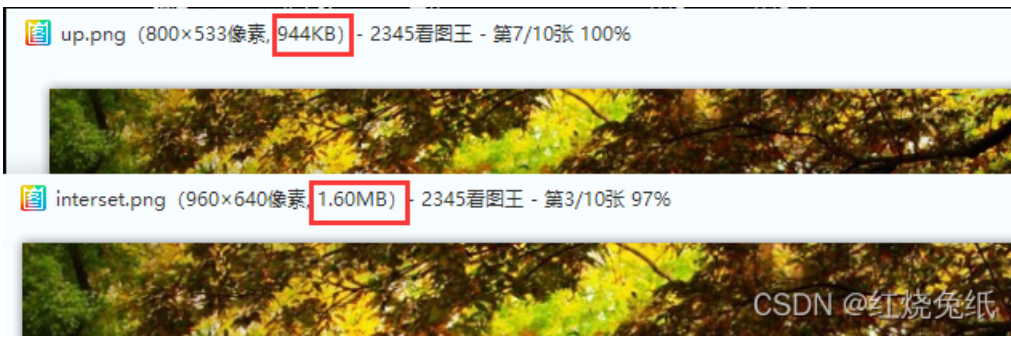 up.png（800×533像素, 944KB） - 2345看图王 - 第7/10张 100%
interset.png（960×640像素, 1.60MB） - 2345看图王 - 第3/10张 97%
CSDN @红烧兔纸